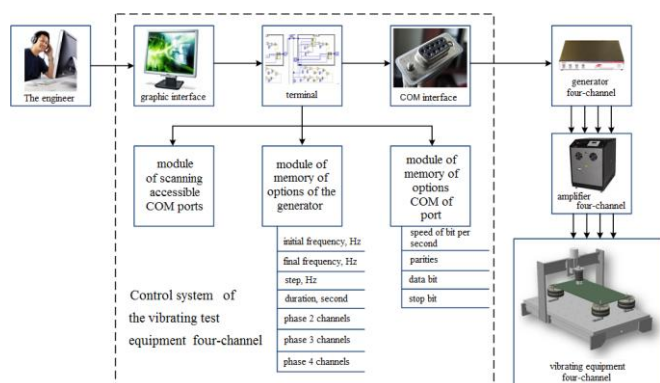 The engineer
graphic interface
terminal
COM interface
generator
four-channel
module
of scanning
accessible
COM ports
module of
memory of
options of the
generator
module of
memory of
options
COM of
port
amplifier
four-channel
initial frequency, Hz
final frequency, Hz
step, Hz
duration, second
phase 2 channels
phase 3 channels
phase 4 channels
speed of bit per
second
parities
data bit
stop bit
Control system of
the vibrating test
equipment four-channel
vibrating equipment
four-channel